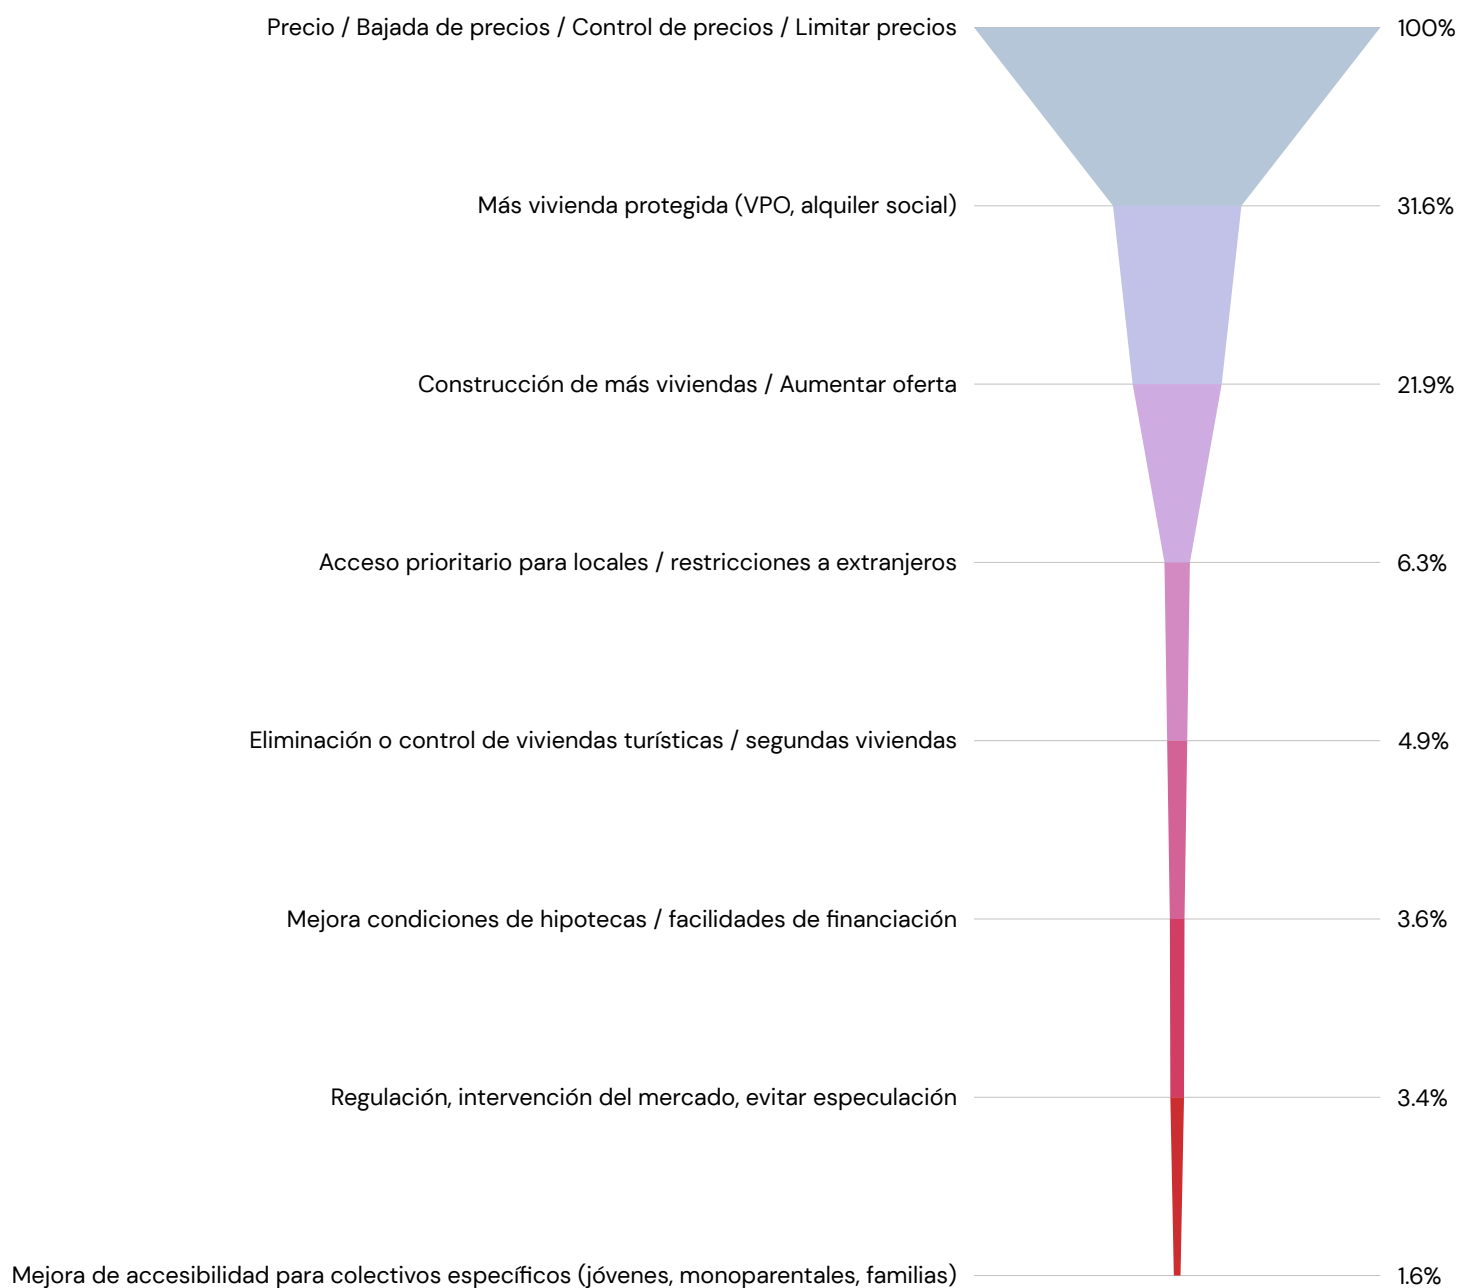 Precio / Bajada de precios / Control de precios / Limitar precios 100%
Más vivienda protegida (VPO, alquiler social) 31.6%
Construcción de más viviendas / Aumentar oferta 21.9%
Acceso prioritario para locales / restricciones a extranjeros 6.3%
Eliminación o control de viviendas turísticas / segundas viviendas 4.9%
Mejora condiciones de hipotecas / facilidades de financiación 3.6%
Regulación, intervención del mercado, evitar especulación 3.4%
Mejora de accesibilidad para colectivos específicos (jóvenes, monoparentales, familias) 1.6%